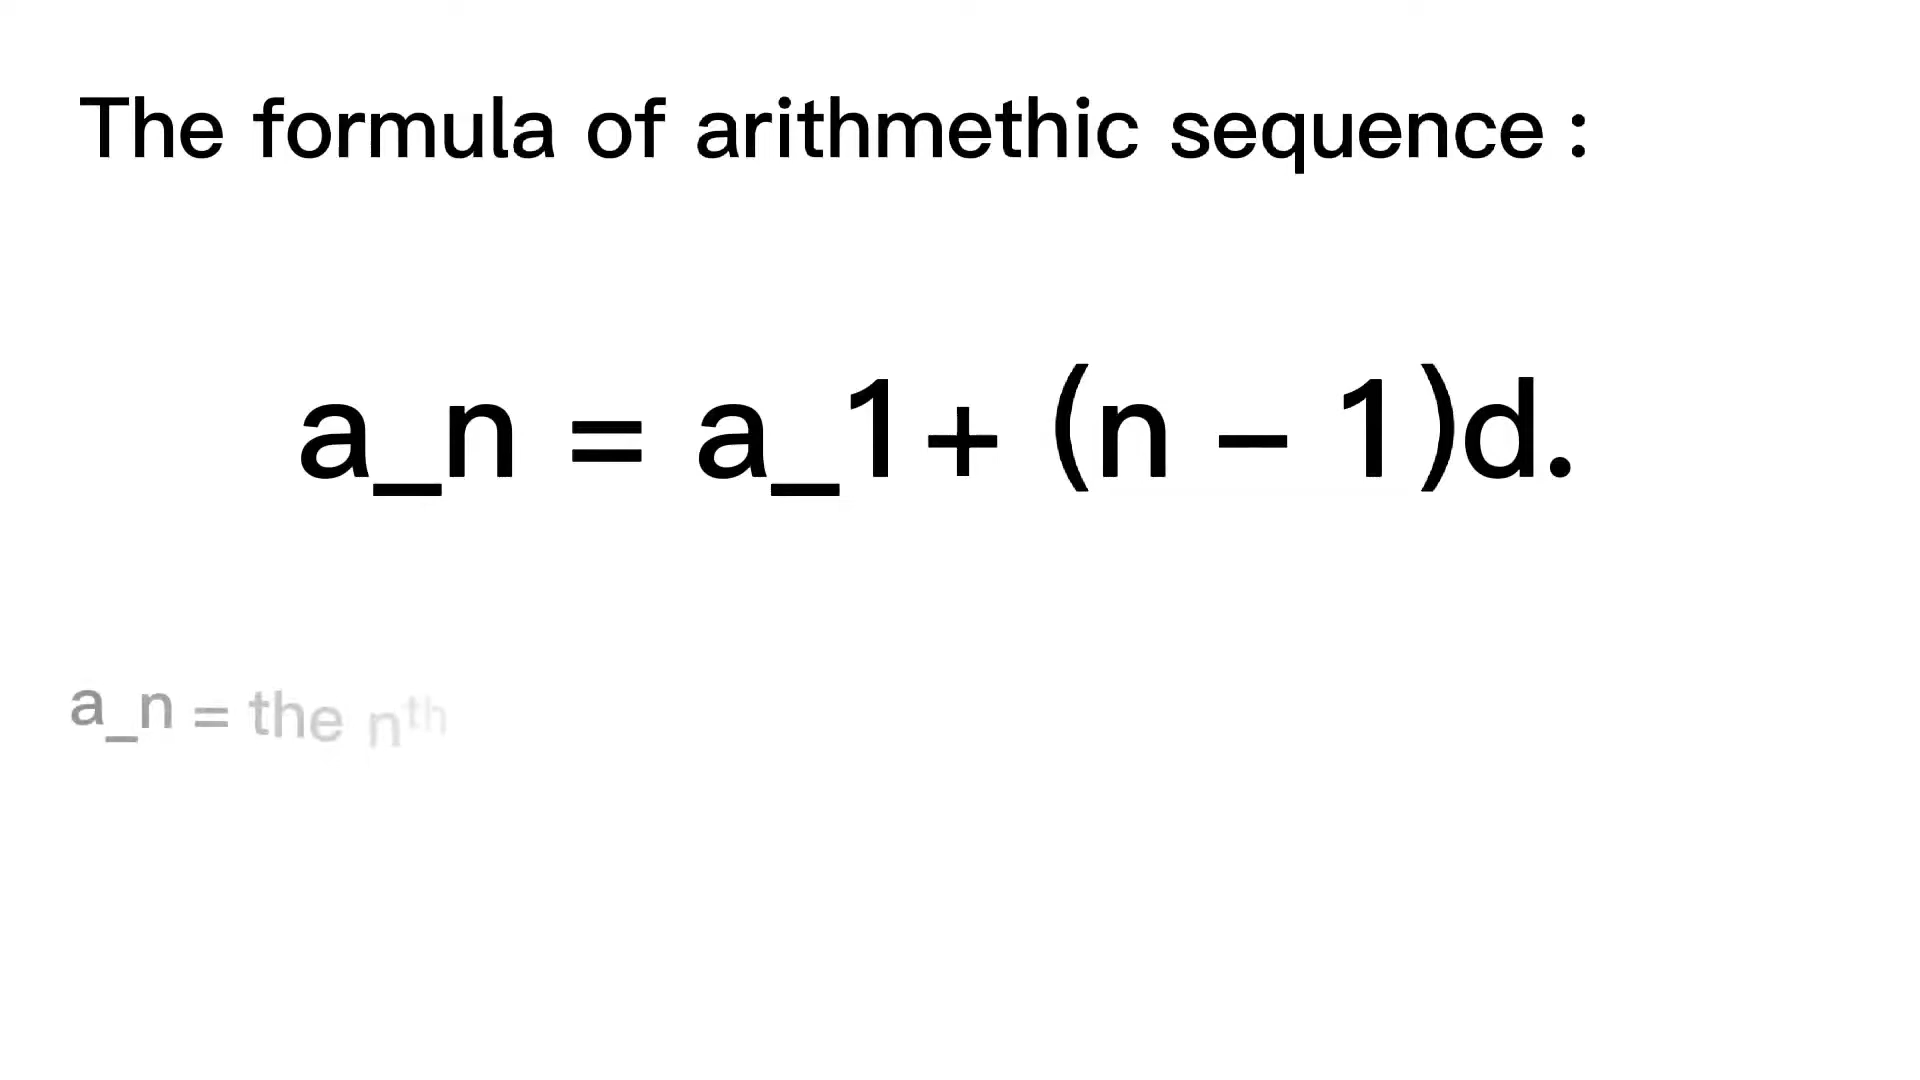 The formula of arithmethic sequence :
a_n = a_1+ (n – 1)d.
a_n = the nᵗʰ